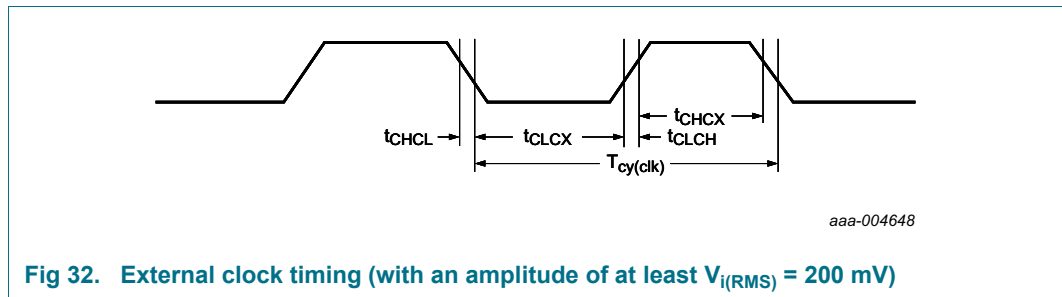 tCHCX
tCHCL tCLCX tCLCH
Tcy(clk)
aaa-004648
Fig 32. External clock timing (with an amplitude of at least Vi(RMS) = 200 mV)